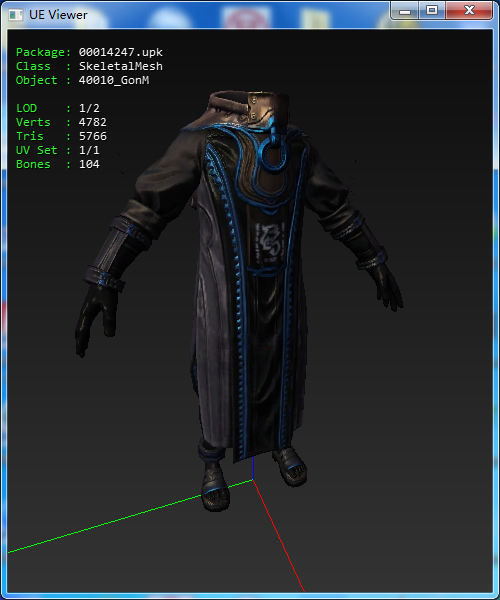 UE Viewer
Package: 00014247.upk
Class : SkeletalMesh
Object : 40010_GonM
LOD : 1/2
Verts : 4782
Tris : 5766
UV Set : 1/1
Bones : 104